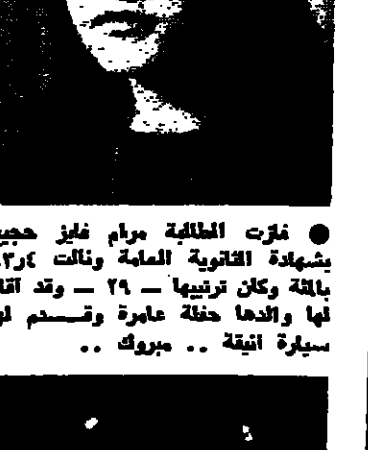 ● فازت الطالبة مرام فايز
بشهادة الثانوية العامة ونالت
بالمئة وكان ترتيبها — ٢٩ — وقد
لها والدها حفلة عامرة وقـــدم
سيارة انيقة .. مبروك ..